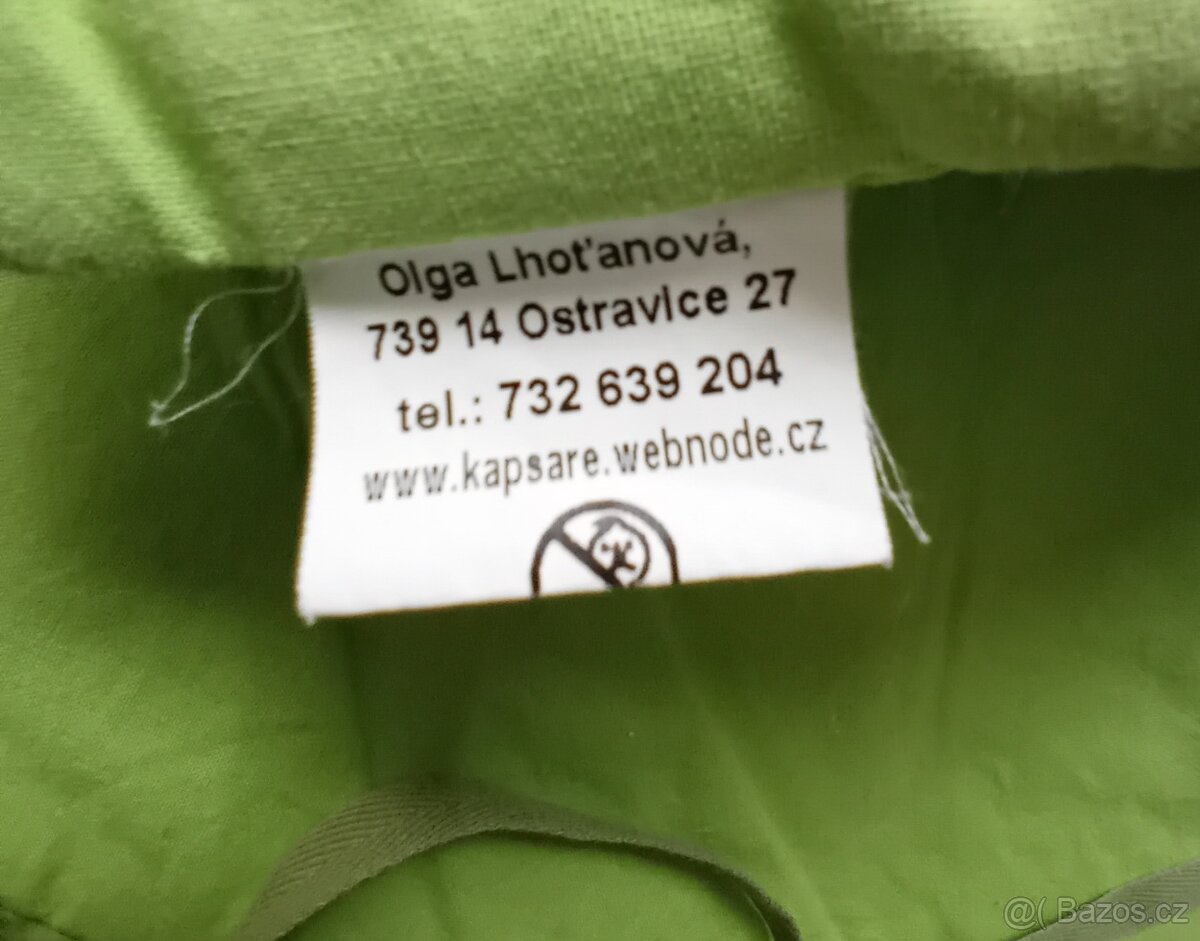 Olga Lhoťanová,
739 14 Ostravice 27
tel.: 732 639 204
www.kapsare.webnode.cz
@( Bazos.cz